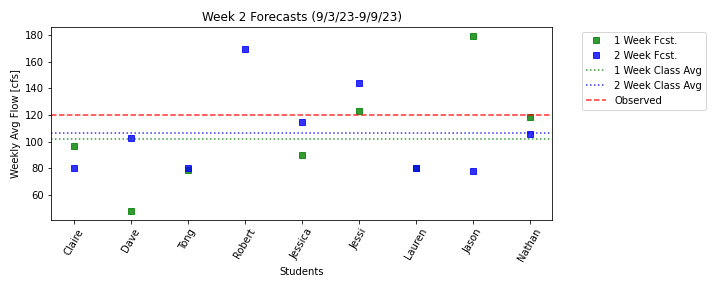 Week 2 Forecasts (9/3/23-9/9/23)
Weekly Avg Flow [cfs]
180
160
140
120
100
80
60
Claire
Dave
Tong
Robert
Jessica
Jessi
Lauren
Jason
Nathan
Students
1 Week Fcst.
2 Week Fcst.
1 Week Class Avg
2 Week Class Avg
Observed